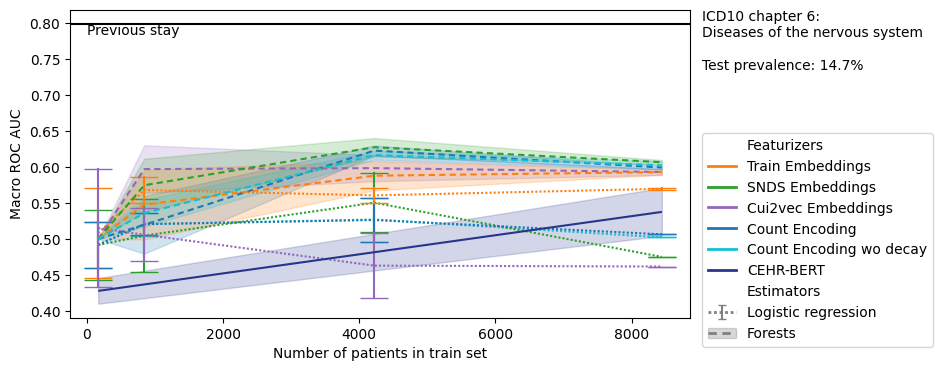 0.80
0.75
0.70
0.65
0.60
0.55
0.50
0.45
0.40
Macro ROC AUC
Previous stay
0
2000
4000
6000
8000
Number of patients in train set
ICD10 chapter 6:
Diseases of the nervous system
Test prevalence: 14.7%
Featurizers
Train Embeddings
SNDS Embeddings
Cui2vec Embeddings
Count Encoding
Count Encoding wo decay
CEHR-BERT
Estimators
Logistic regression
Forests